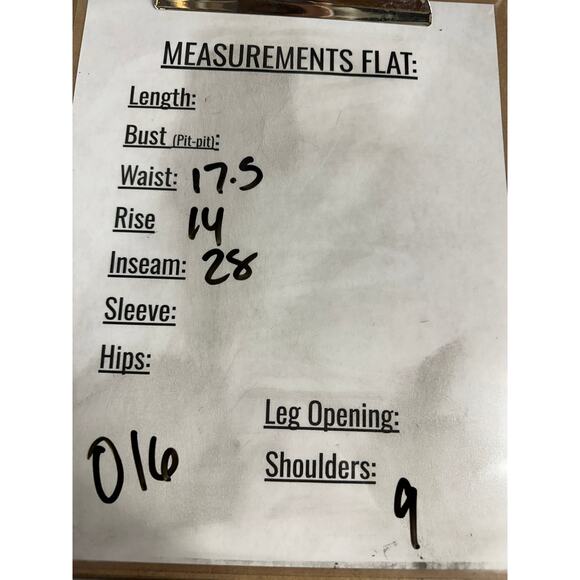 MEASUREMENTS FLAT:
Length:
Bust (Pit-pit):
Waist: 17.5
Rise 14
Inseam: 28
Sleeve:
Hips:
Leg Opening:
Shoulders:
016
9